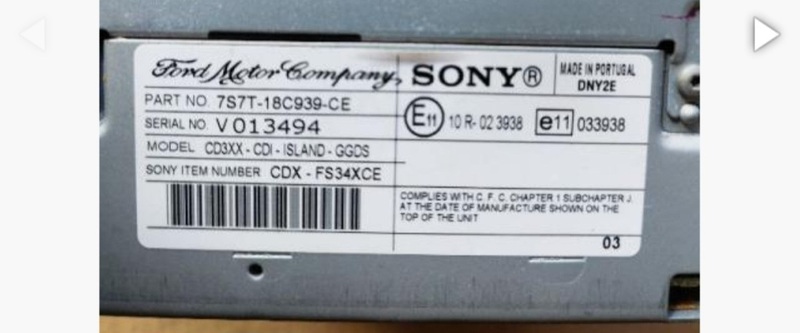 Ford Motor Company, SONY®
MADE IN PORTUGAL
DNY2E
PART NO. 7S7T-18C939-CE
SERIAL NO. V013494
MODEL CD3XX - CDI - ISLAND - GGDS
SONY ITEM NUMBER CDX - FS34XCE
E11 10 R- 02 3938 e11 033938
COMPLIES WITH C. F. C. CHAPTER 1 SUBCHAPTER J.
AT THE DATE OF MANUFACTURE SHOWN ON THE
TOP OF THE UNIT
03